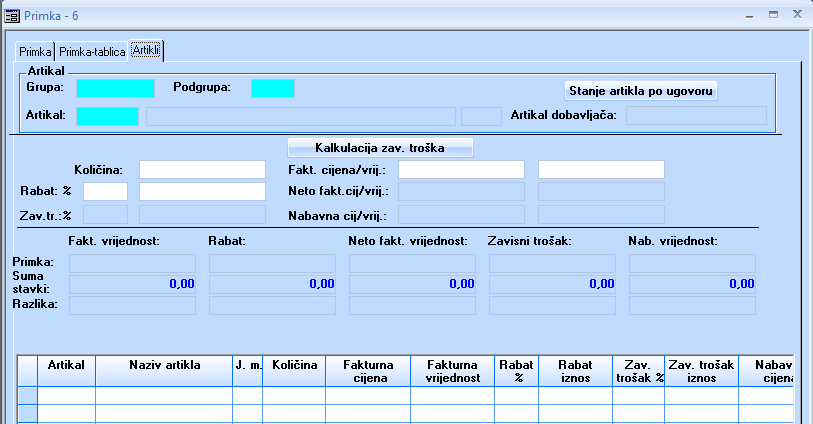 Primka - 6
Primka Primka-tablica Artikli
Artikal
Grupa: Podgrupa: Stanje artikla po ugovoru
Artikal: Artikal dobavljača:
Kalkulacija zav. troška
Količina: Fakt. cijena/vrij.:
Rabat: % Neto fakt.cij/vrij.:
Zav.tr.:% Nabavna cij/vrij.:
Fakt. vrijednost: Rabat: Neto fakt. vrijednost: Zavisni trošak: Nab. vrijednost:
Primka:
Suma
stavki: 0,00 0,00 0,00 0,00 0,00
Razlika:
Artikal Naziv artikla J. m. Količina Fakturna Fakturna Rabat Rabat Zav. Zav. trošak Nabav
cijena vrijednost % iznos trošak % iznos cijena